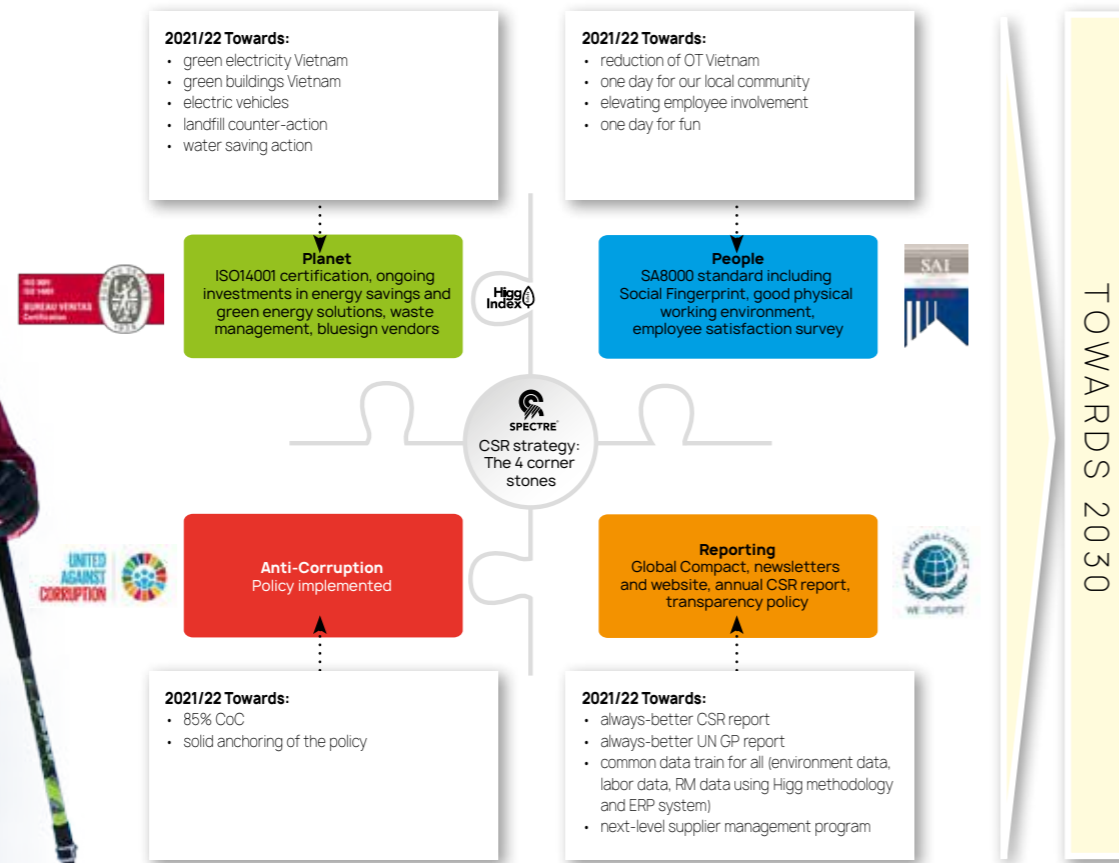 2021/22 Towards:
• green electricity Vietnam
• green buildings Vietnam
• electric vehicles
• landfill counter-action
• water saving action
2021/22 Towards:
• reduction of OT Vietnam
• one day for our local community
• elevating employee involvement
• one day for fun
Planet
ISO14001 certification, ongoing
investments in energy savings and
green energy solutions, waste
management, bluesign vendors
Higg
Index
People
SA8000 standard including
Social Fingerprint, good physical
working environment,
employee satisfaction survey
ISO 9001
ISO 14001
BUREAU VERITAS
Certification
SAI
SPECTRE
CSR strategy:
The 4 corner
stones
UNITED
AGAINST
CORRUPTION
Anti-Corruption
Policy implemented
Reporting
Global Compact, newsletters
and website, annual CSR report,
transparency policy
THE GLOBAL COMPACT
WE SUPPORT
2021/22 Towards:
• 85% CoC
• solid anchoring of the policy
2021/22 Towards:
• always-better CSR report
• always-better UN GP report
• common data train for all (environment data,
labor data, RM data using Higg methodology
and ERP system)
• next-level supplier management program
TOWARDS 2030